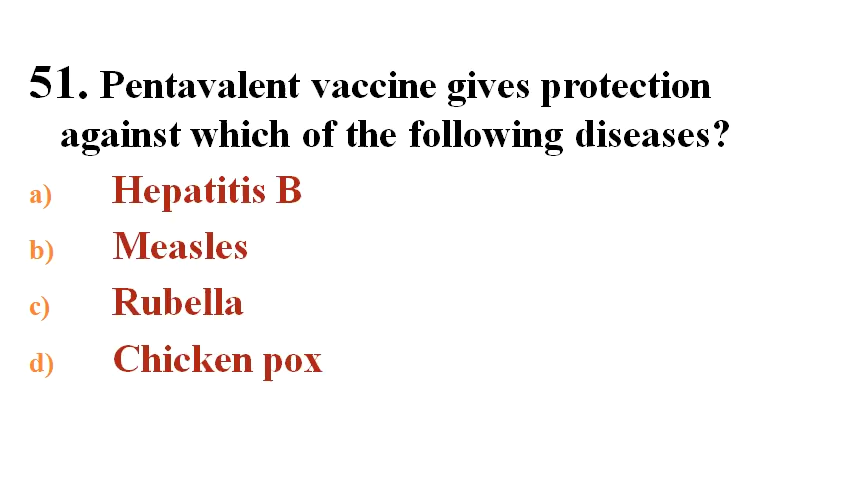 51. Pentavalent vaccine gives protection
against which of the following diseases?
a) Hepatitis B
b) Measles
c) Rubella
d) Chicken pox